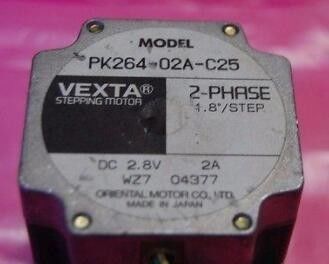 MODEL
PK264-02A-C25
VEXTA® 2-PHASE
STEPPING MOTOR 1.8°/STEP
DC 2.8V 2A
WZ7 04377
ORIENTAL MOTOR CO., LTD.
MADE IN JAPAN